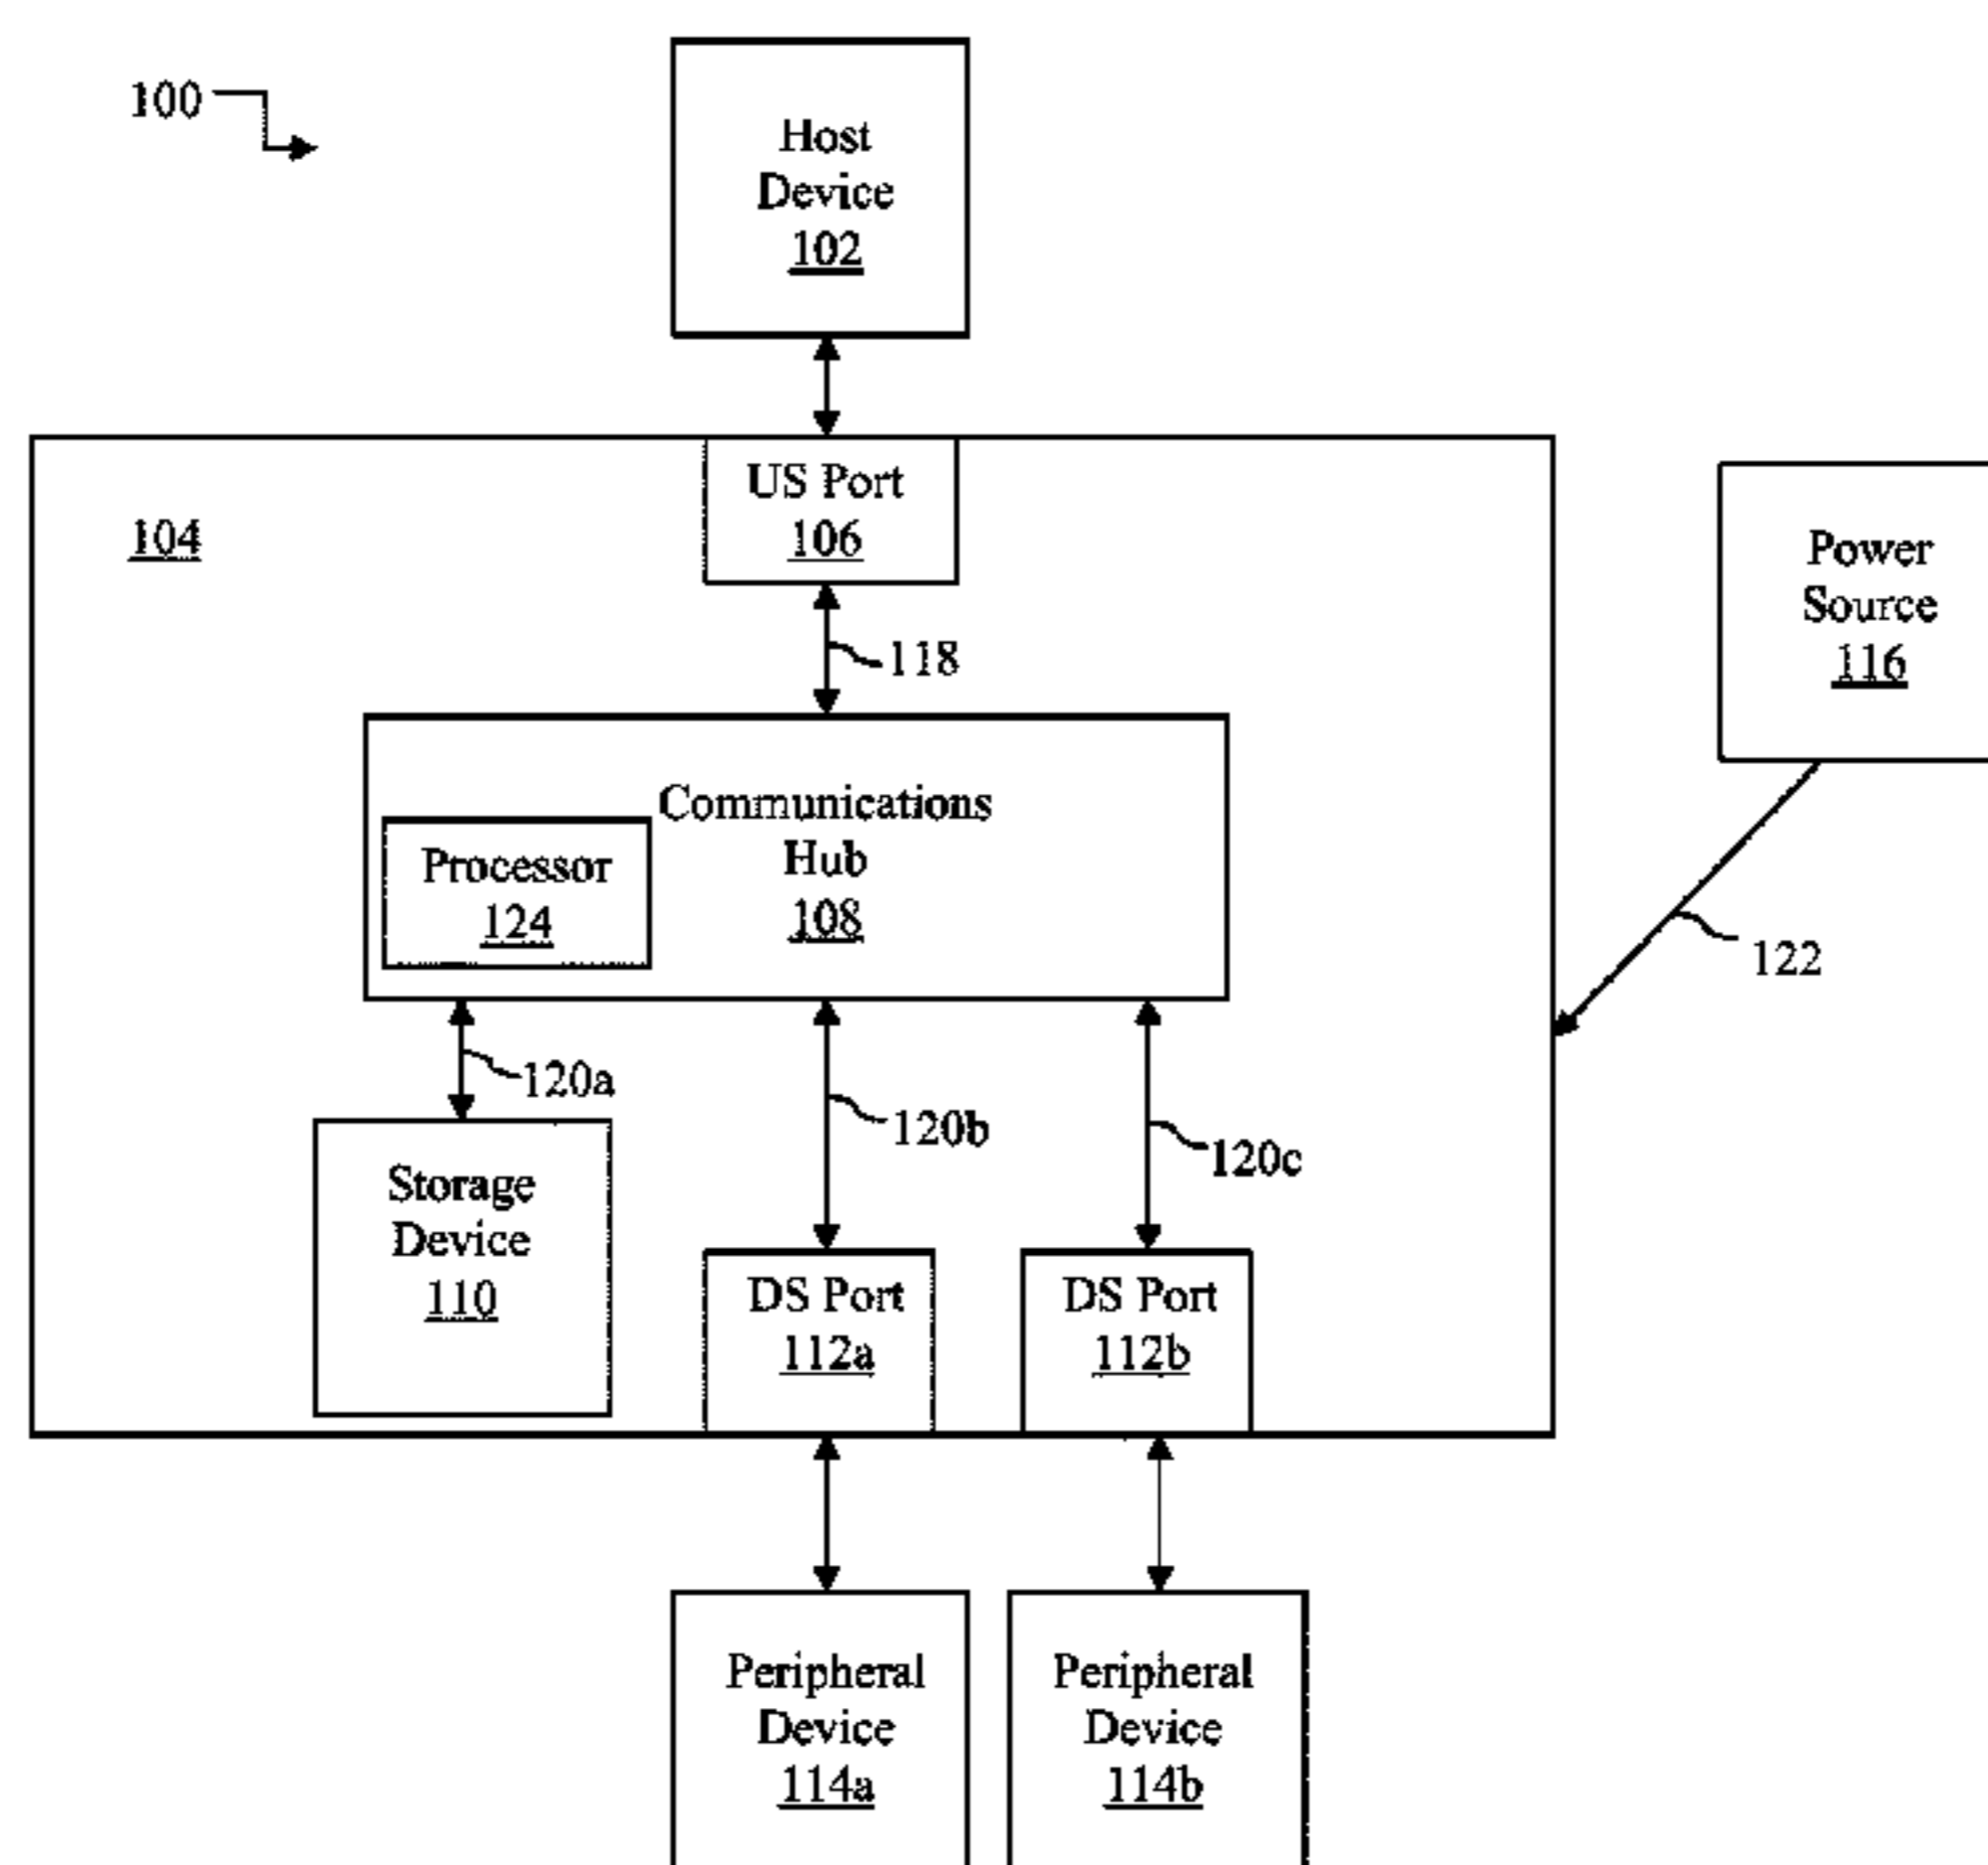 100
Host
Device
102
104
US Port
106
118
Power
Source
116
Communications
Hub
108
Processor
124
122
120a
120b
120c
Storage
Device
110
DS Port
112a
DS Port
112b
Peripheral
Device
114a
Peripheral
Device
114b